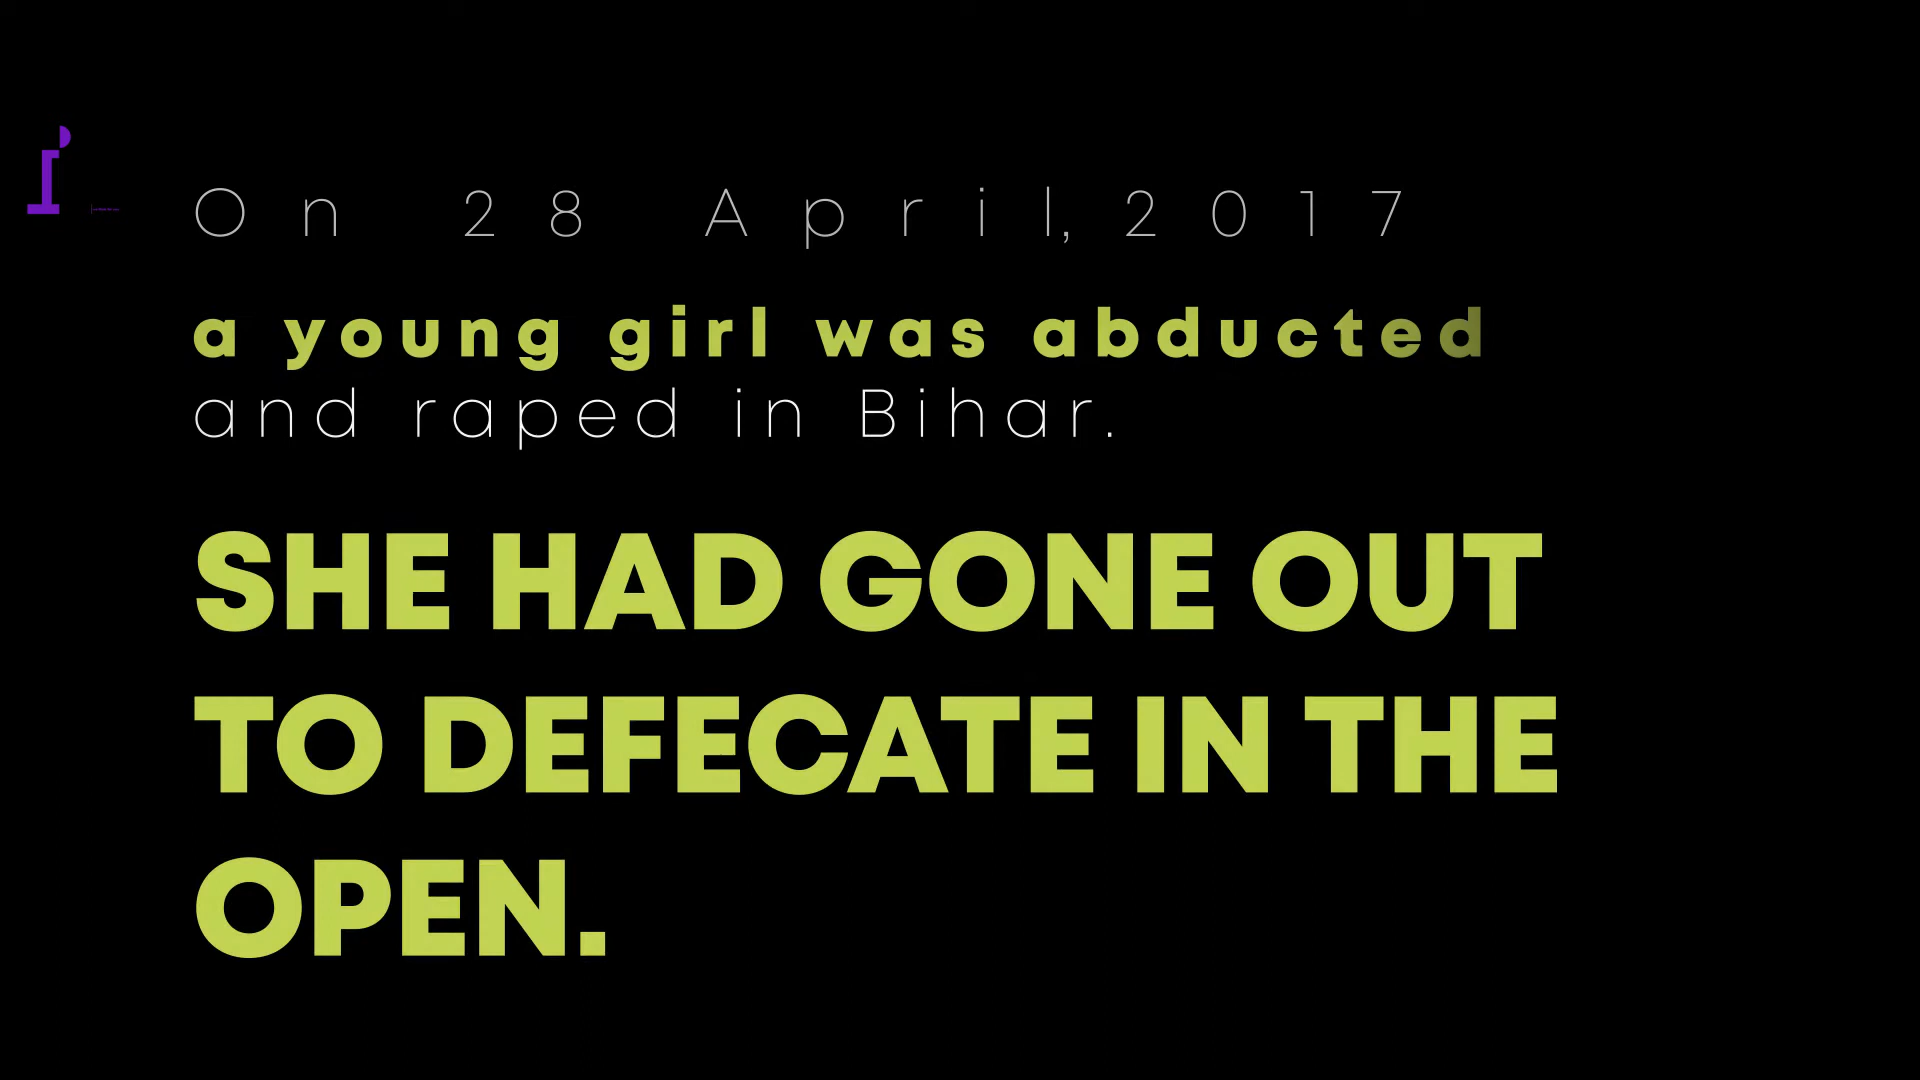 On 28 April, 2017
a young girl was abducted
and raped in Bihar.
SHE HAD GONE OUT
TO DEFECATE IN THE
OPEN.